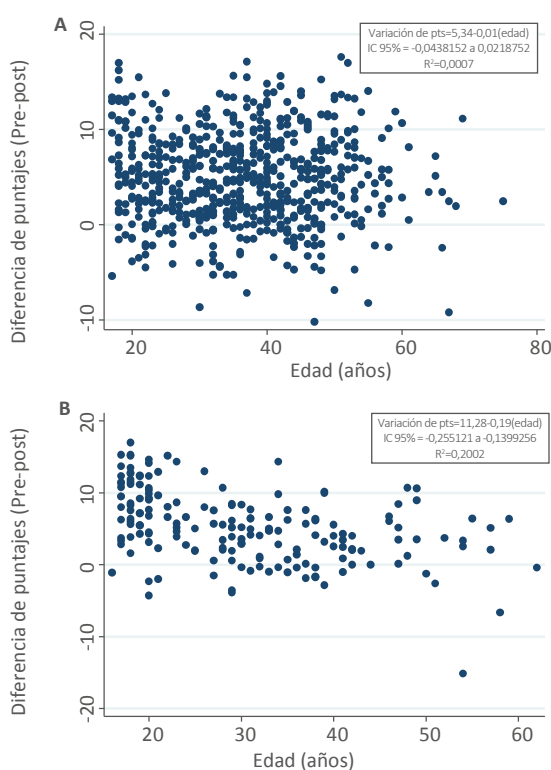 A
Variación de pts=5,34-0,01(edad)
IC 95% = -0,0438152 a 0,0218752
R²=0,0007
Diferencia de puntajes (Pre-post)
20
10
0
-10
20 40 60 80
Edad (años)
B
Variación de pts=11,28-0,19(edad)
IC 95% = -0,255121 a -0,1399256
R²=0,2002
Diferencia de puntajes (Pre-post)
20
10
0
-10
-20
20 30 40 50 60
Edad (años)